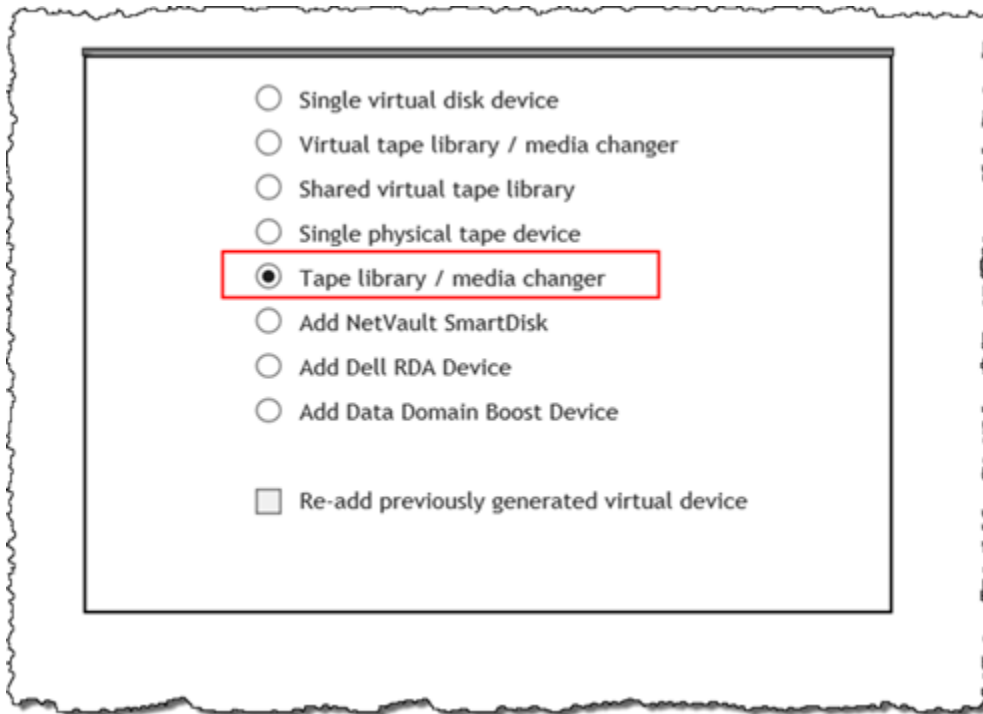 Single virtual disk device
Virtual tape library / media changer
Shared virtual tape library
Single physical tape device
Tape library / media changer
Add NetVault SmartDisk
Add Dell RDA Device
Add Data Domain Boost Device
Re-add previously generated virtual device